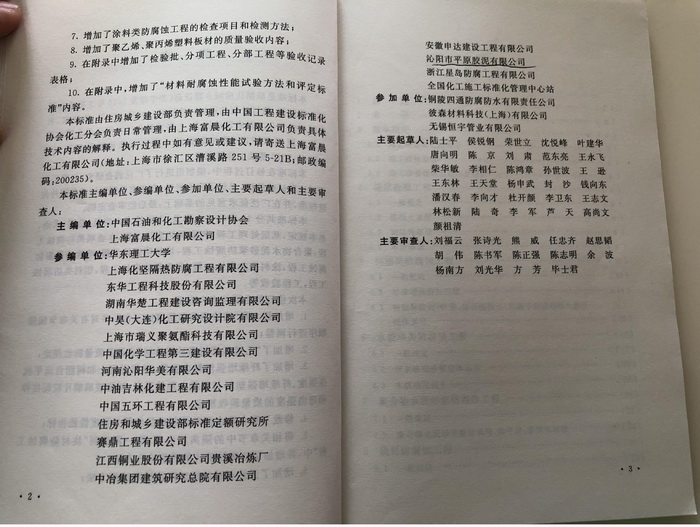 7. 增加了涂料类防腐蚀工程的检查项目和检测方法;
8. 增加了聚乙烯、聚丙烯塑料板材的质量验收内容;
9. 在附录中增加了检验批、分项工程、分部工程等验收记录
表格;
10. 在附录中,增加了“材料耐腐蚀性能试验方法和评定标
准”内容。
本标准由住房城乡建设部负责管理,由中国工程建设标准化
协会化工分会负责日常管理,由上海富晨化工有限公司负责具体
技术内容的解释。执行过程中如有意见或建议,请寄送上海富晨
化工有限公司(地址:上海市徐汇区漕溪路 251 号 5-21B;邮政编
码:200235)。
本标准主编单位、参编单位、参加单位、主要起草人和主要审
查人:
主编单位:中国石油和化工勘察设计协会
上海富晨化工有限公司
参编单位:华东理工大学
上海化坚隔热防腐工程有限公司
东华工程科技股份有限公司
湖南华楚工程建设咨询监理有限公司
中昊(大连)化工研究设计院有限公司
上海市瑞义聚氨酯科技有限公司
中国化学工程第三建设有限公司
河南沁阳华美有限公司
中油吉林化建工程有限公司
中国五环工程有限公司
住房和城乡建设部标准定额研究所
赛鼎工程有限公司
江西铜业股份有限公司贵溪冶炼厂
中冶集团建筑研究总院有限公司
· 2 ·
安徽申达建设工程有限公司
沁阳市平原胶泥有限公司
浙江星岛防腐工程有限公司
全国化工施工标准化管理中心站
参加单位:铜陵四通防腐防水有限责任公司
彼森材料科技(上海)有限公司
无锡恒宇管业有限公司
主要起草人:陆士平 侯锐钢 荣世立 沈悦峰 叶建华
唐向明 陈京 刘肃 范东亮 王永飞
柴华敏 李相仁 陈鸿章 孙世波 王逊
王东林 王天堂 杨申武 封沙 钱向东
潘汉春 李向才 杜开颜 李卫东 王志文
林松新 陆奇 李军 芦天 高尚文
颜祖清
主要审查人:刘福云 张诗光 熊威 任忠齐 赵思韬
胡伟 陈书军 陈正强 陈志明 余波
杨南方 刘光华 方芳 毕士君
· 3 ·